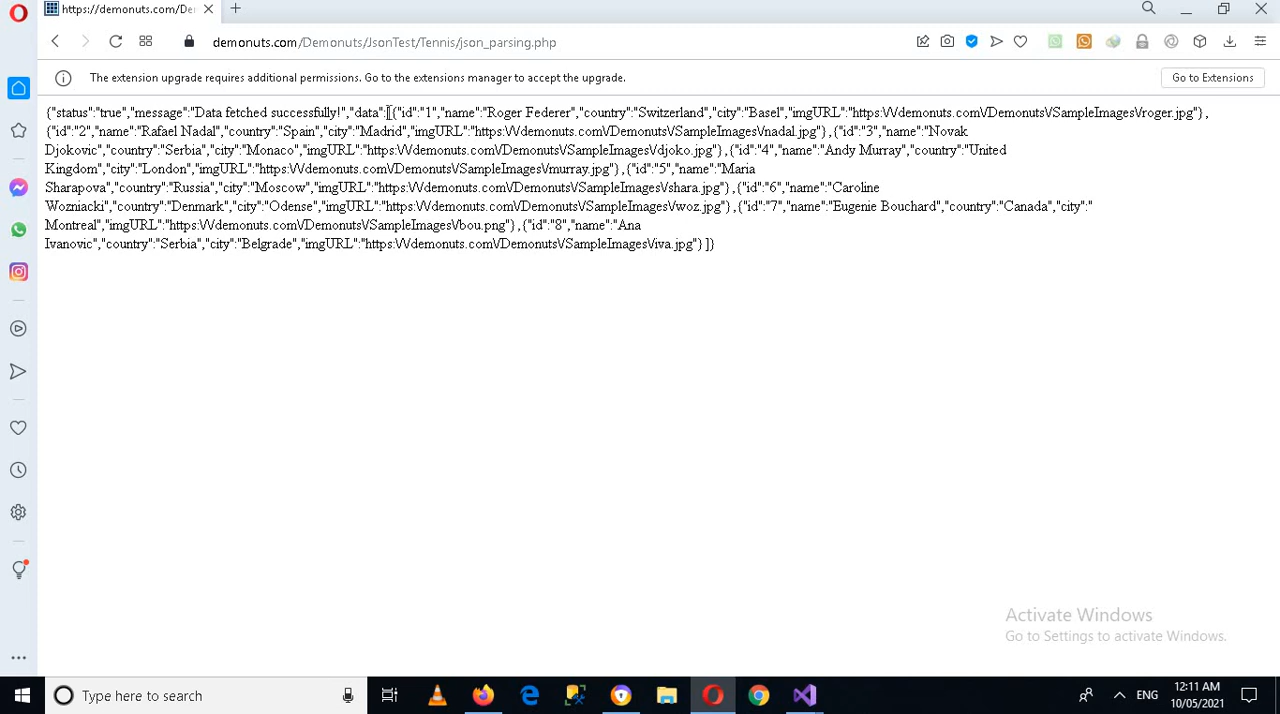 https://demonuts.com/De
demonuts.com/Demonuts/JsonTest/Tennis/json_parsing.php
The extension upgrade requires additional permissions. Go to the extensions manager to accept the upgrade.
Go to Extensions
{"status":"true","message":"Data fetched successfully!","data":[{"id":"1","name":"Roger Federer","country":"Switzerland","city":"Basel","imgURL":"https:\/\/demonuts.com\/Demonuts\/SampleImages\/roger.jpg"},
{"id":"2","name":"Rafael Nadal","country":"Spain","city":"Madrid","imgURL":"https:\/\/demonuts.com\/Demonuts\/SampleImages\/nadal.jpg"},{"id":"3","name":"Novak
Djokovic","country":"Serbia","city":"Monaco","imgURL":"https:\/\/demonuts.com\/Demonuts\/SampleImages\/djoko.jpg"},{"id":"4","name":"Andy Murray","country":"United
Kingdom","city":"London","imgURL":"https:\/\/demonuts.com\/Demonuts\/SampleImages\/murray.jpg"},{"id":"5","name":"Maria
Sharapova","country":"Russia","city":"Moscow","imgURL":"https:\/\/demonuts.com\/Demonuts\/SampleImages\/shara.jpg"},{"id":"6","name":"Caroline
Wozniacki","country":"Denmark","city":"Odense","imgURL":"https:\/\/demonuts.com\/Demonuts\/SampleImages\/woz.jpg"},{"id":"7","name":"Eugenie Bouchard","country":"Canada","city":"
Montreal","imgURL":"https:\/\/demonuts.com\/Demonuts\/SampleImages\/bou.png"},{"id":"8","name":"Ana
Ivanovic","country":"Serbia","city":"Belgrade","imgURL":"https:\/\/demonuts.com\/Demonuts\/SampleImages\/iva.jpg"} ]}
Activate Windows
Go to Settings to activate Windows.
Type here to search
ENG
12:11 AM
10/05/2021